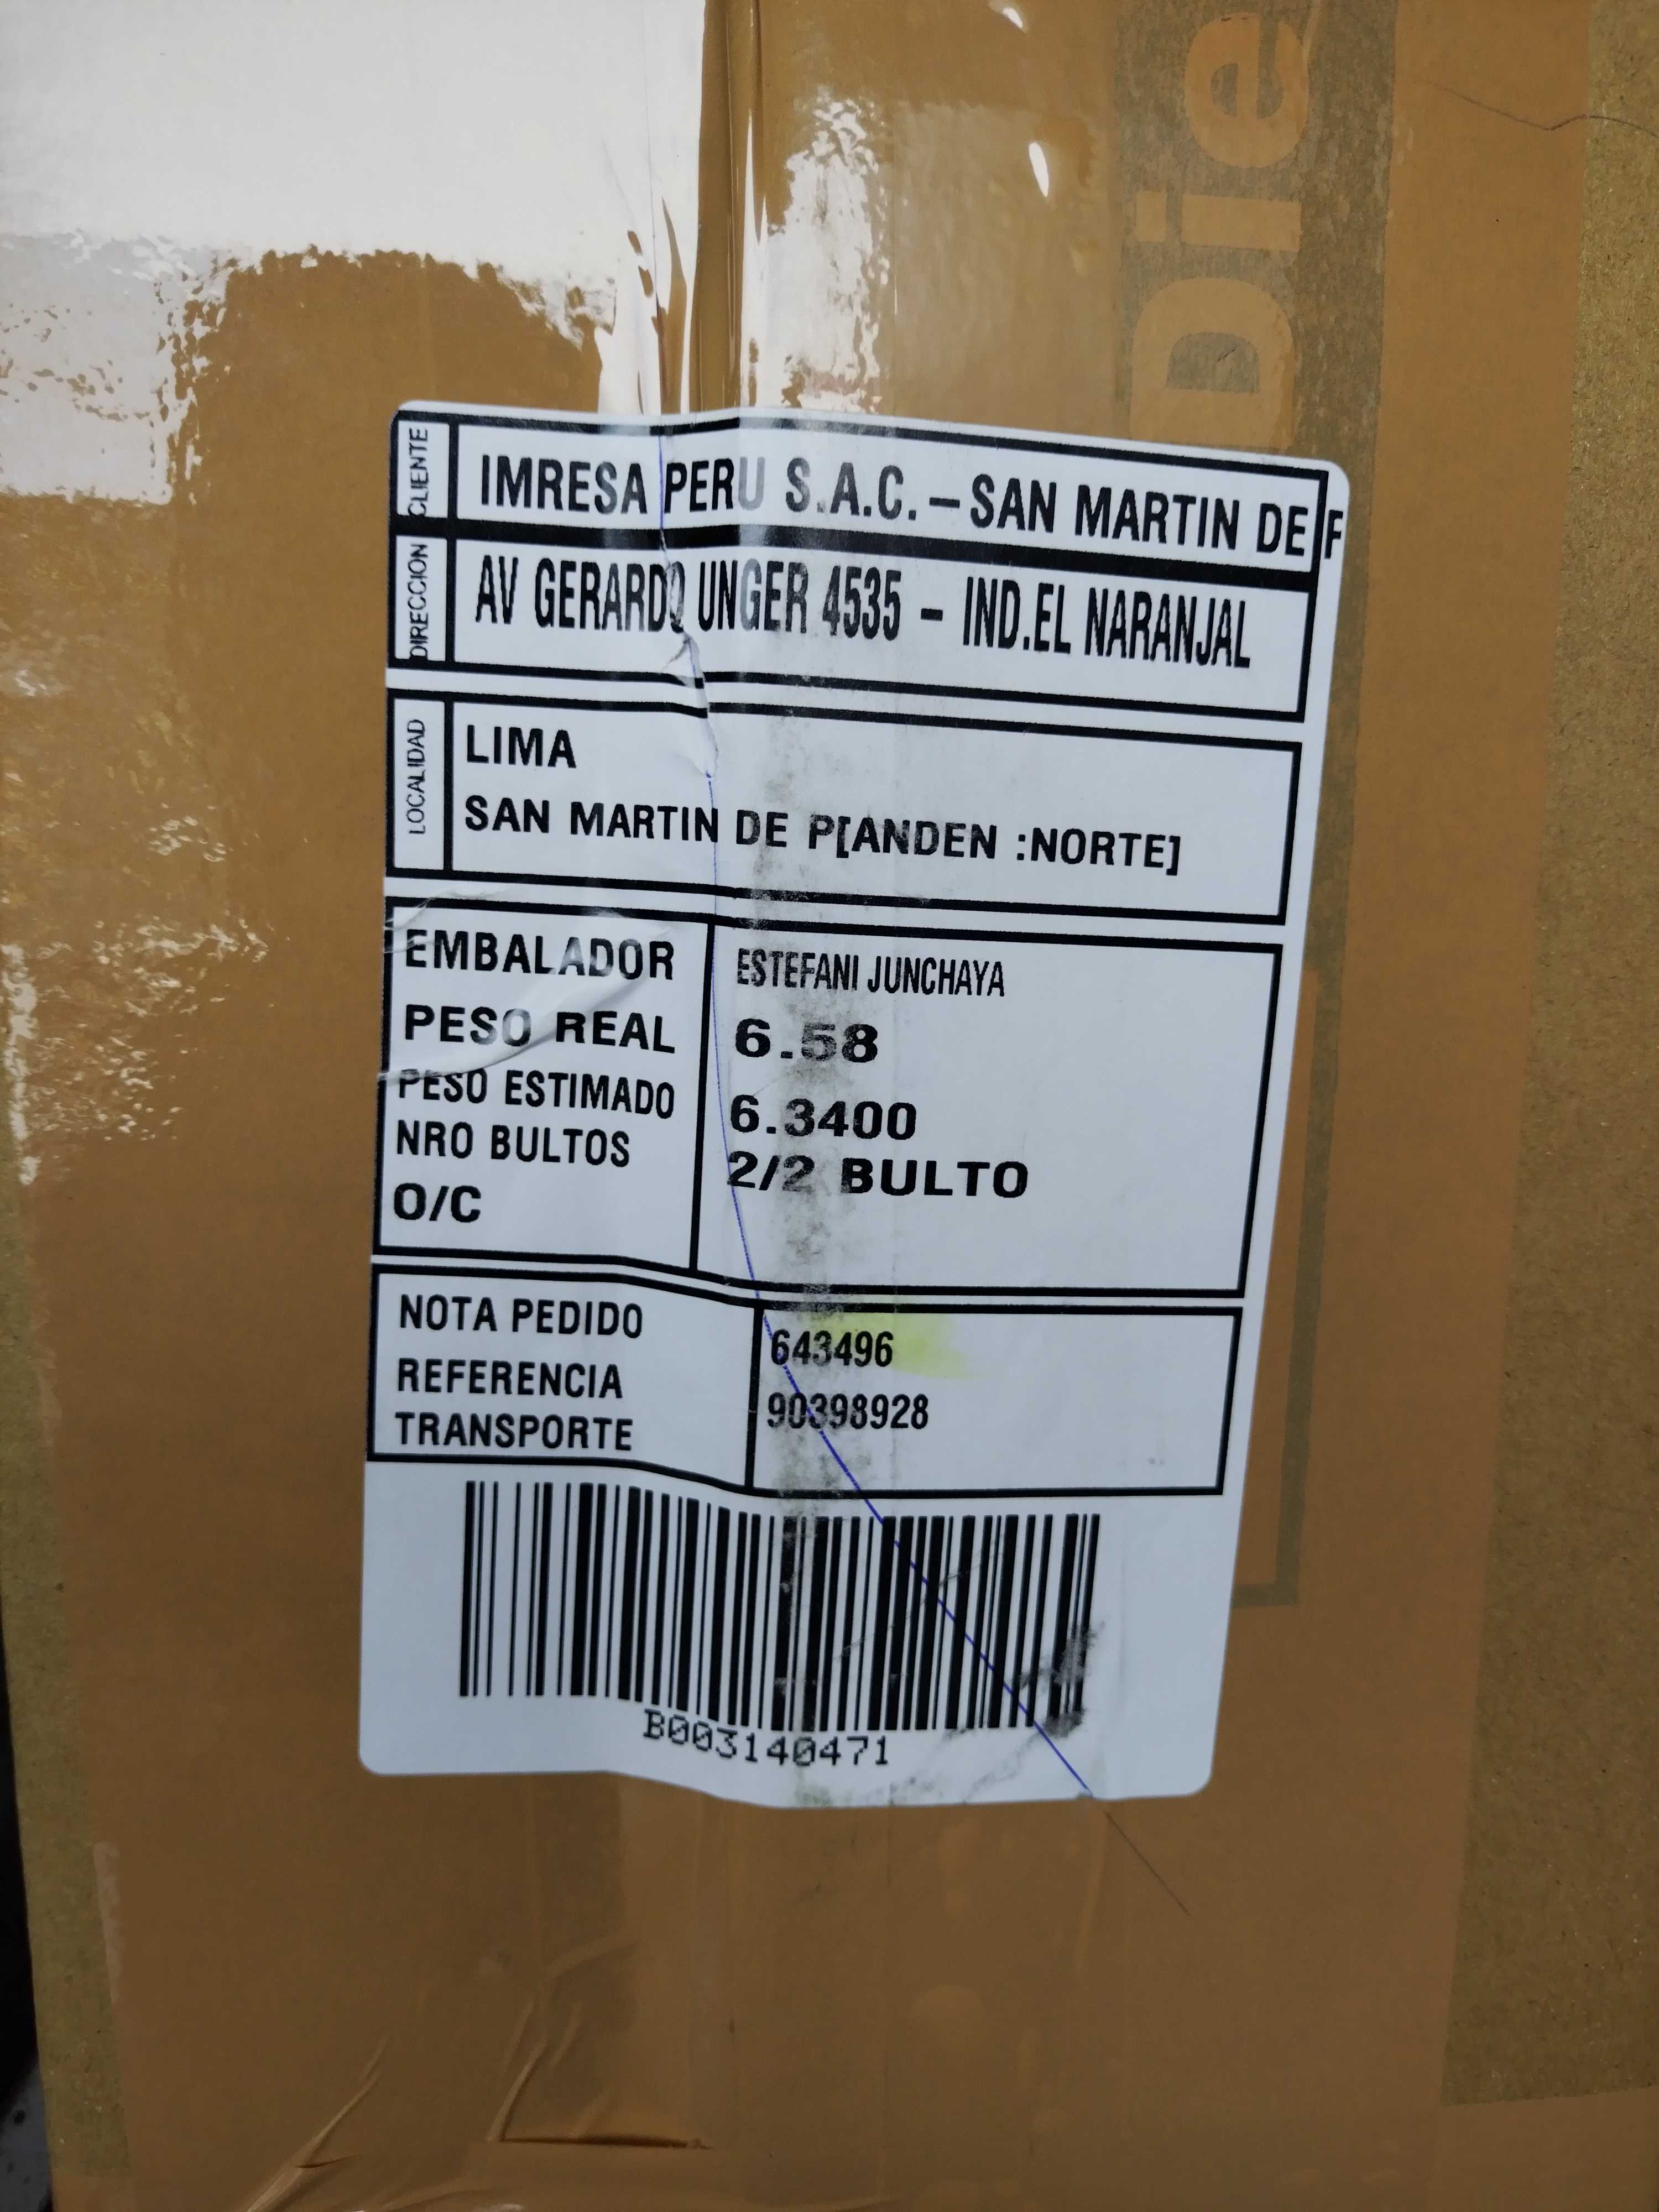 Die
CLIENTE
IMRESA PERU S.A.C. – SAN MARTIN DE F
DIRECCION
AV GERARDO UNGER 4535 – IND.EL NARANJAL
LOCALIDAD
LIMA
SAN MARTIN DE P[ANDEN :NORTE]
EMBALADOR ESTEFANI JUNCHAYA
PESO REAL 6.58
PESO ESTIMADO 6.3400
NRO BULTOS 2/2 BULTO
O/C
NOTA PEDIDO 643496
REFERENCIA 90398928
TRANSPORTE
B003140471